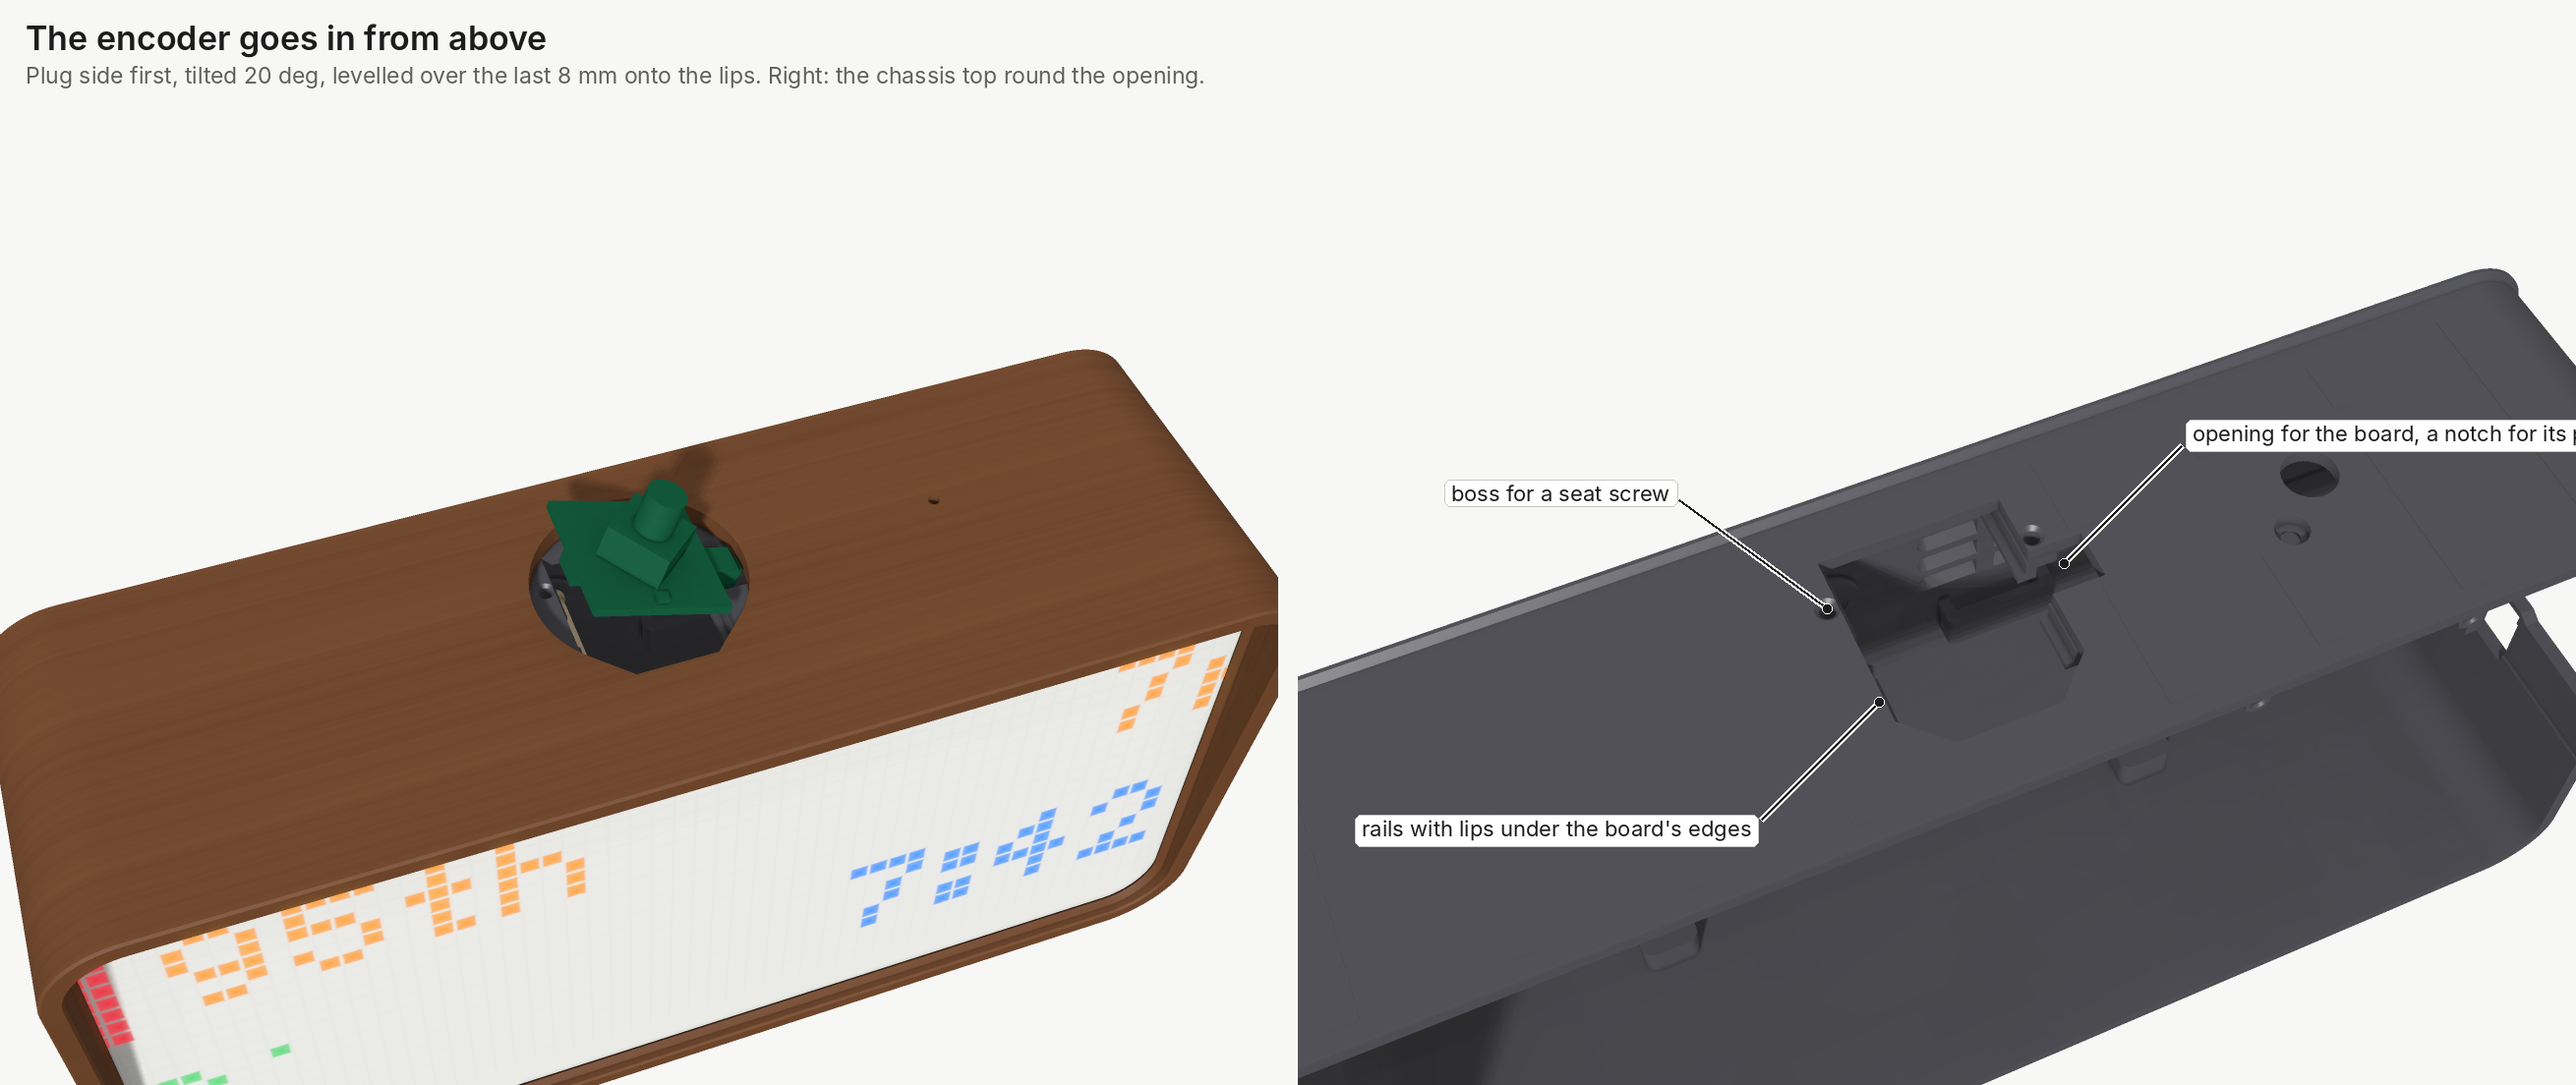 The encoder goes in from above
Plug side first, tilted 20 deg, levelled over the last 8 mm onto the lips. Right: the chassis top round the opening.
opening for the board, a notch for its
boss for a seat screw
rails with lips under the board's edges
7:42